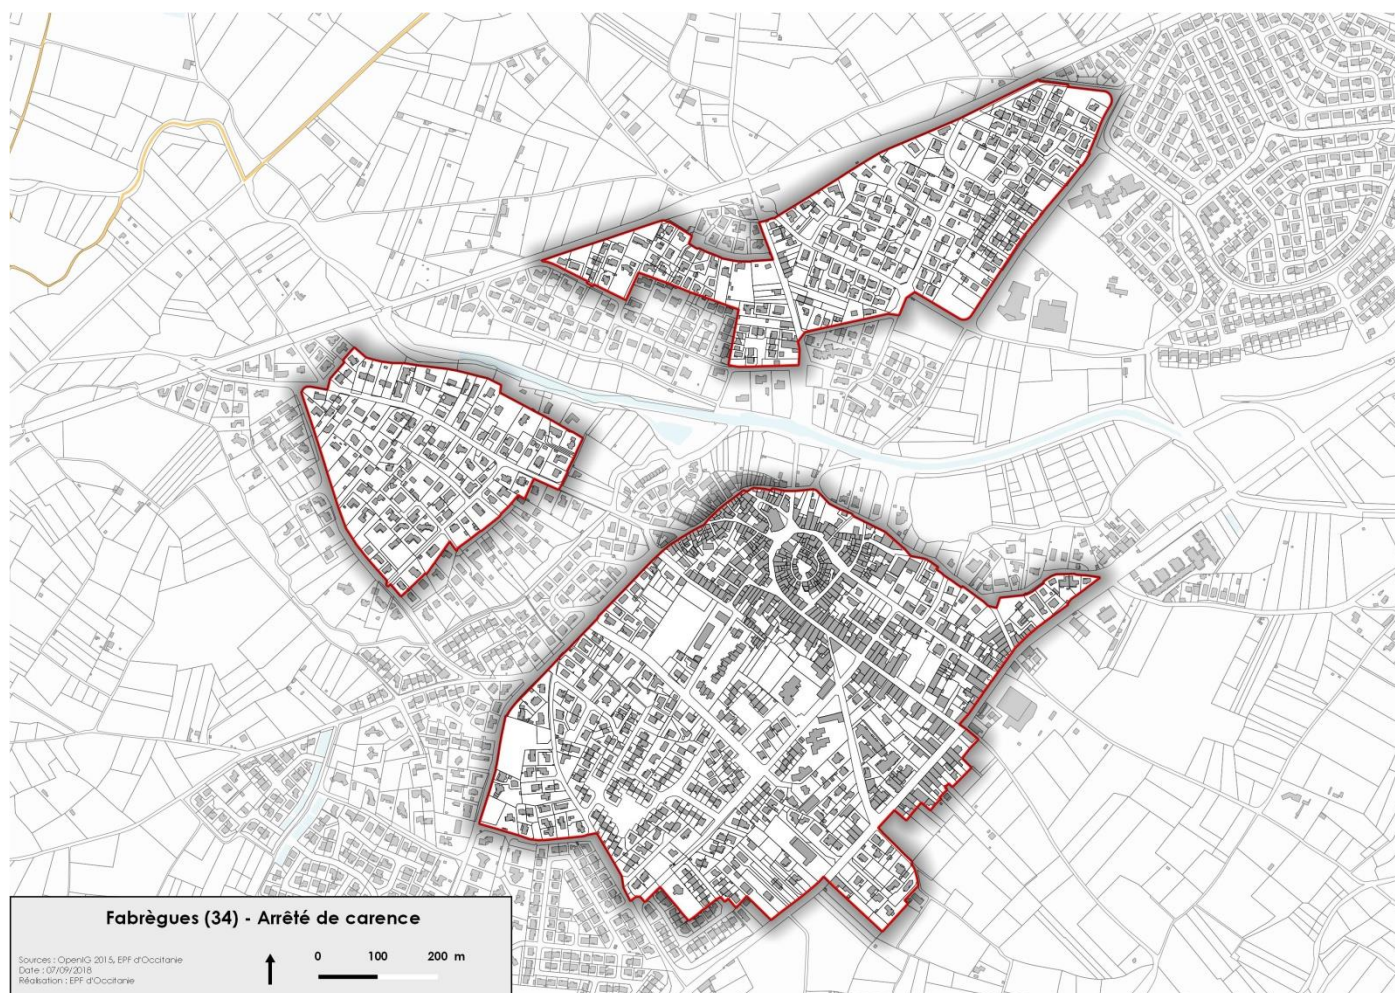 Fabrègues (34) - Arrêté de carence
Sources : OpenIG 2015, EPF d'Occitanie
Date : 07/09/2018
Réalisation : EPF d'Occitanie
0 100 200 m